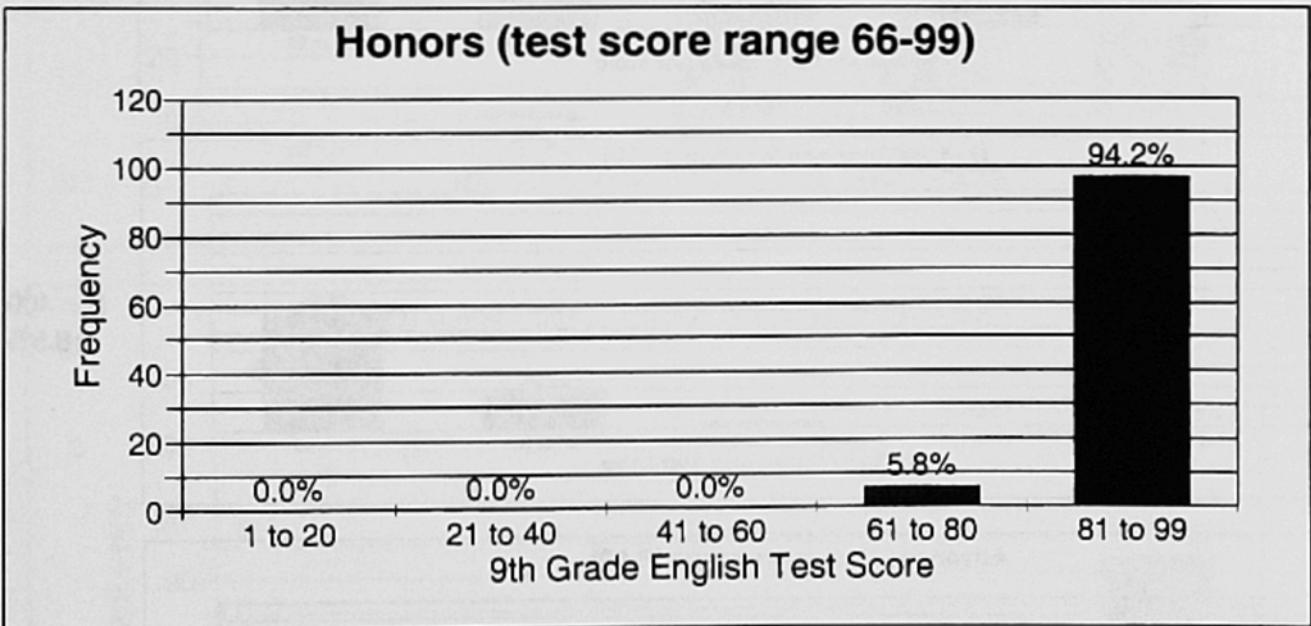 Honors (test score range 66-99)
120
100
80
60
40
20
0
Frequency
94.2%
5.8%
0.0% 0.0% 0.0%
1 to 20 21 to 40 41 to 60 61 to 80 81 to 99
9th Grade English Test Score